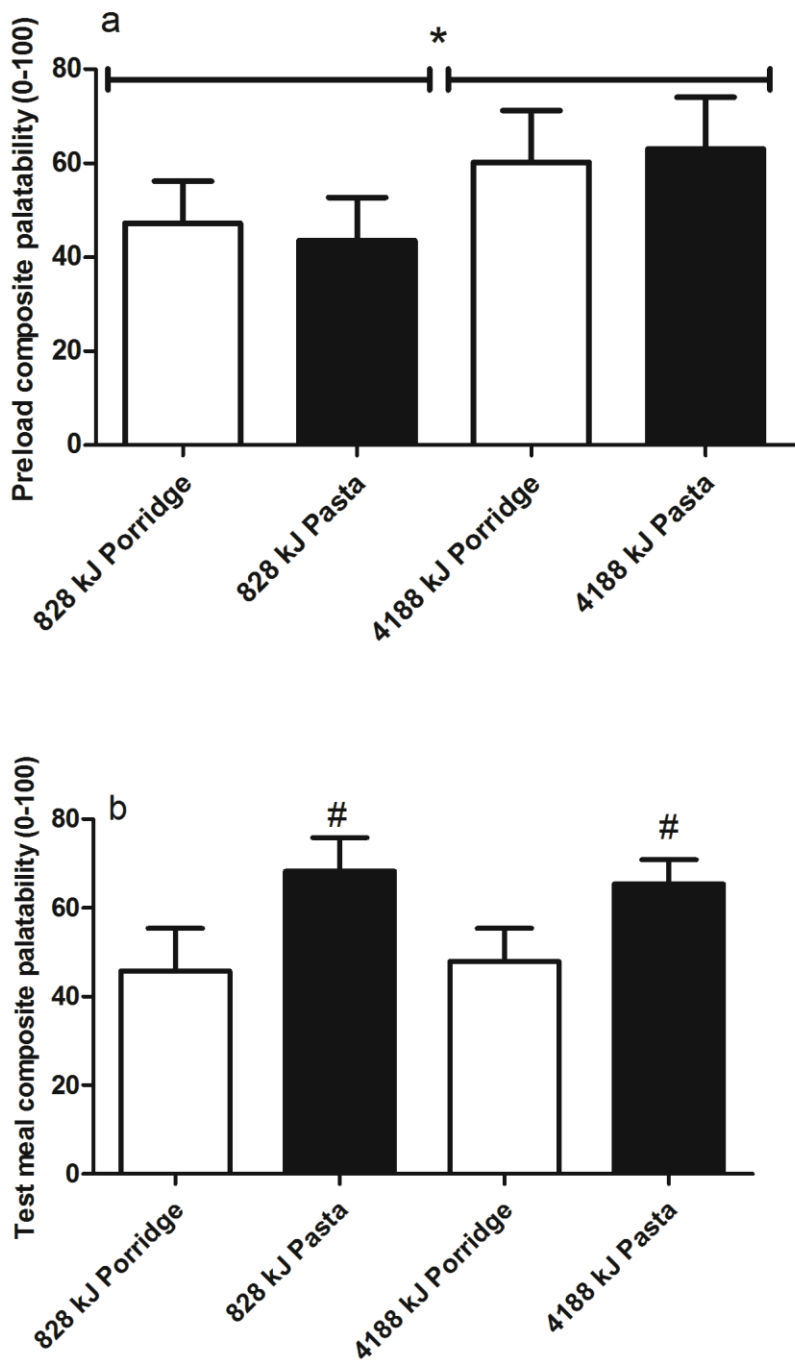 a
*
Preload composite palatability (0-100)
80
60
40
20
0
828 kJ Porridge
828 kJ Pasta
4188 kJ Porridge
4188 kJ Pasta
b
#
#
Test meal composite palatability (0-100)
80
60
40
20
0
828 kJ Porridge
828 kJ Pasta
4188 kJ Porridge
4188 kJ Pasta